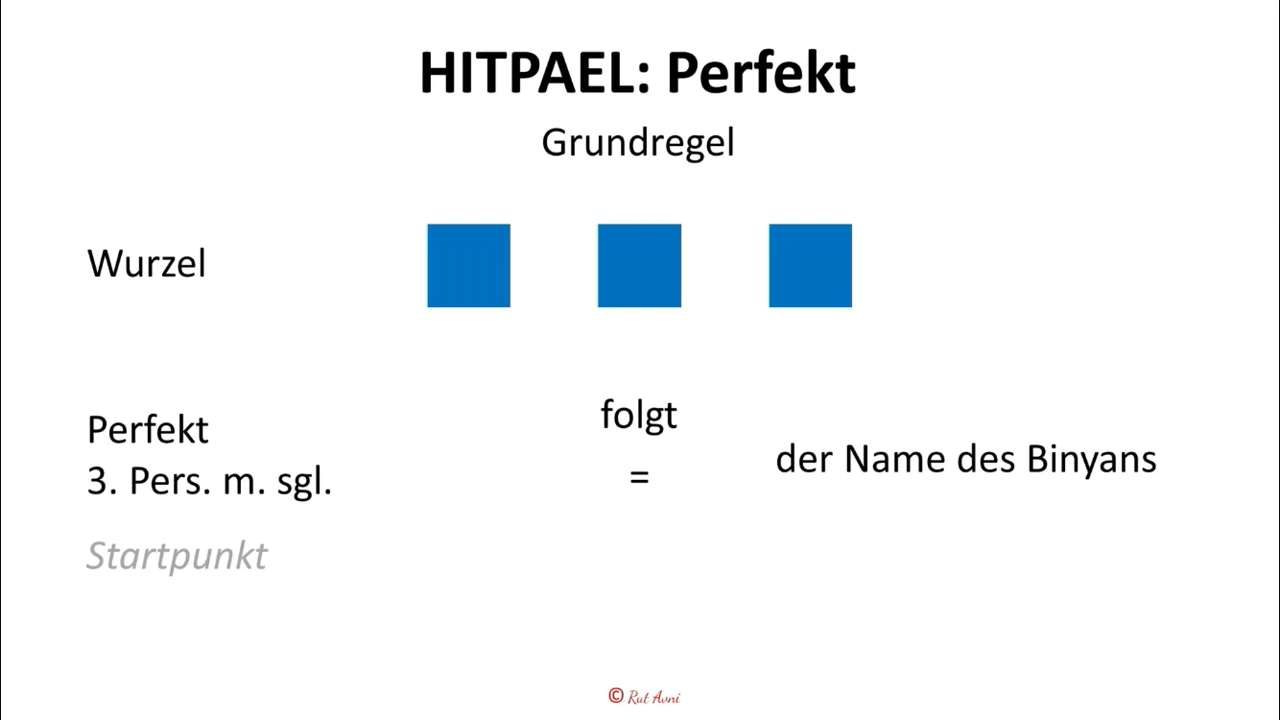 HITPAEL: Perfekt
Grundregel
Wurzel
Perfekt
3. Pers. m. sgl.
folgt
=
der Name des Binyans
Startpunkt
© Rut Avni